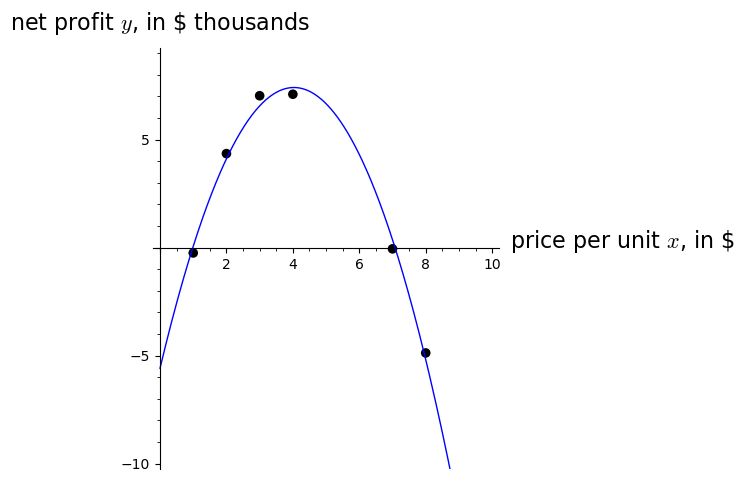 net profit y, in $ thousands
5
price per unit x, in $
2 4 6 8 10
−5
−10